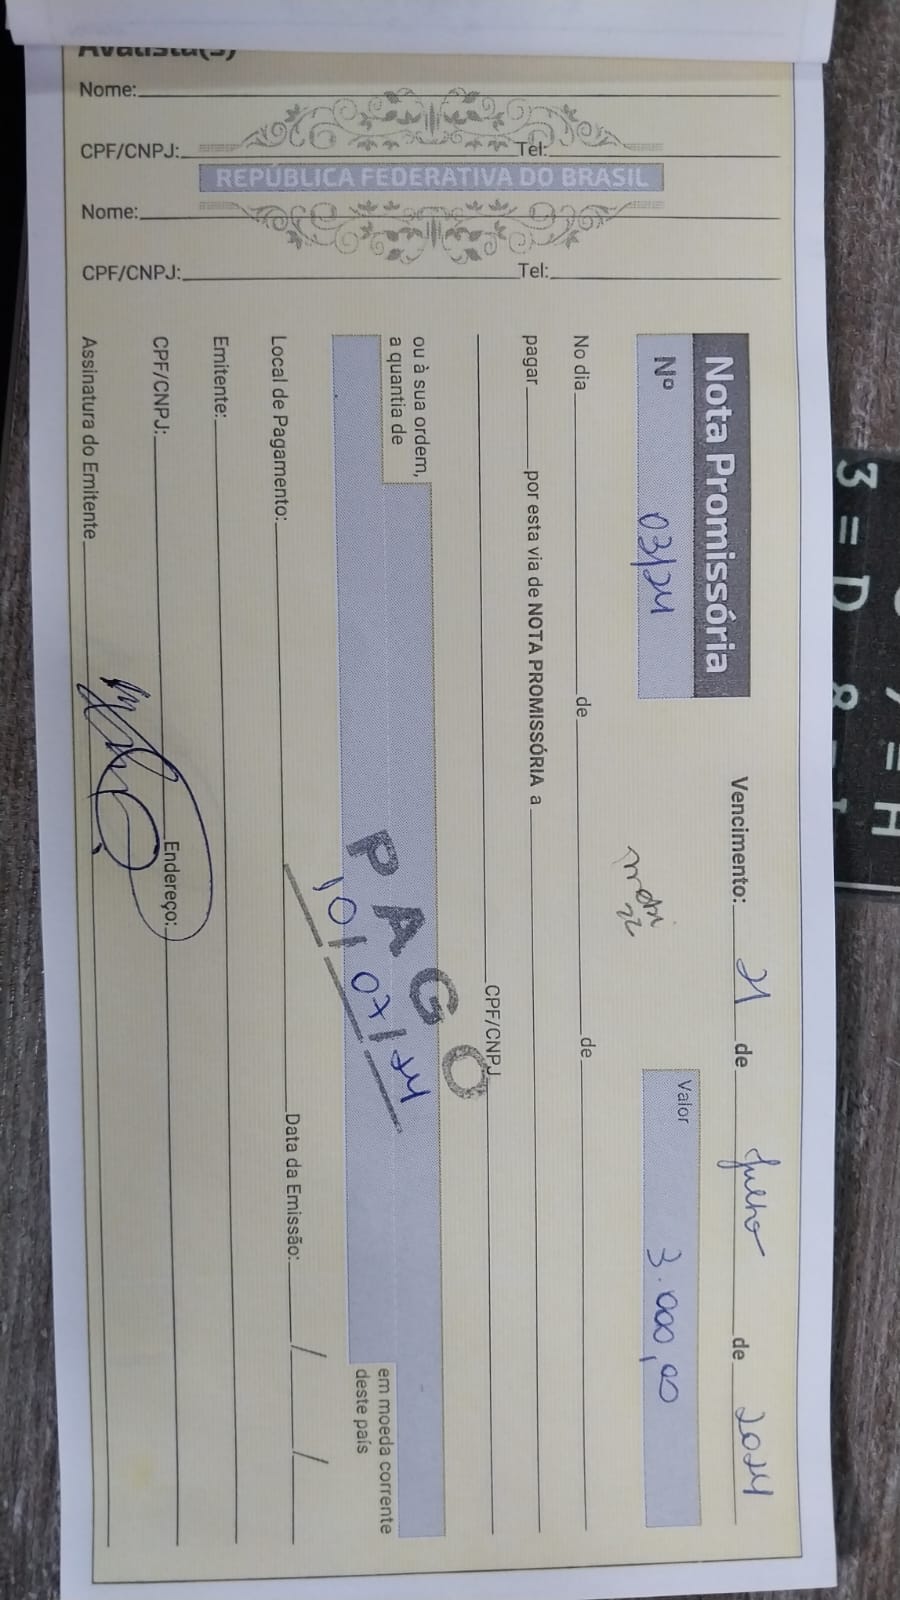 Avalista(s)
Nome:
CPF/CNPJ: Tel:
REPÚBLICA FEDERATIVA DO BRASIL
Nome:
CPF/CNPJ: Tel:
Nota Promissória
Vencimento: 21 de Julho de 2024
Nº 03/24
Valor 3.000,00
No dia de de
pagar por esta via de NOTA PROMISSÓRIA a
CPF/CNPJ
ou à sua ordem,
a quantia de
em moeda corrente
deste país
PAGO
10/07/24
Local de Pagamento: Data da Emissão: / /
Emitente:
CPF/CNPJ: Endereço:
Assinatura do Emitente
3=D 8=
=H